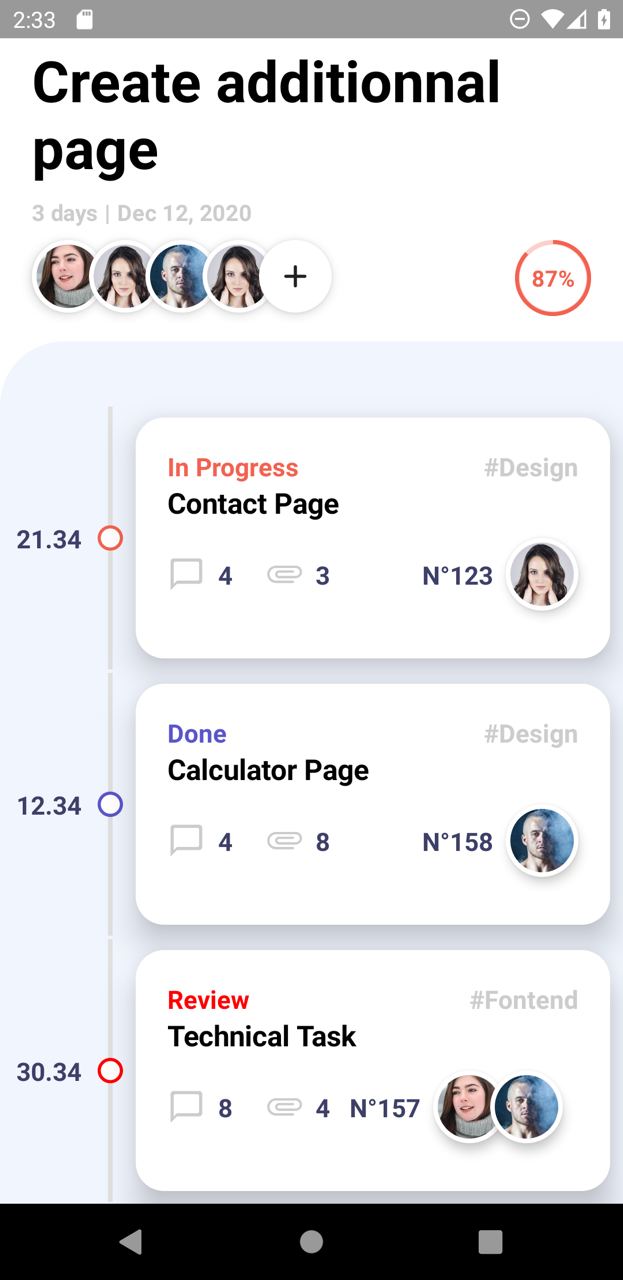 2:33
Create additionnal
page
3 days | Dec 12, 2020
87%
In Progress #Design
Contact Page
21.34
4 3 N°123
Done #Design
Calculator Page
12.34
4 8 N°158
Review #Fontend
Technical Task
30.34
8 4 N°157